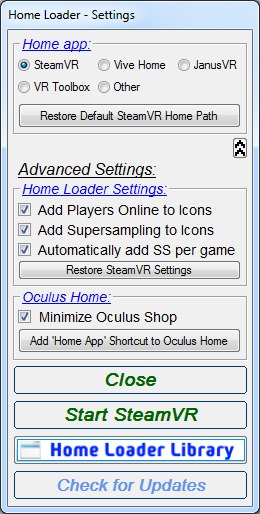 Home Loader - Settings
Home app:
SteamVR Vive Home JanusVR
VR Toolbox Other
Restore Default SteamVR Home Path
Advanced Settings:
Home Loader Settings:
Add Players Online to Icons
Add Supersampling to Icons
Automatically add SS per game
Restore SteamVR Settings
Oculus Home:
Minimize Oculus Shop
Add 'Home App' Shortcut to Oculus Home
Close
Start SteamVR
Home Loader Library
Check for Updates